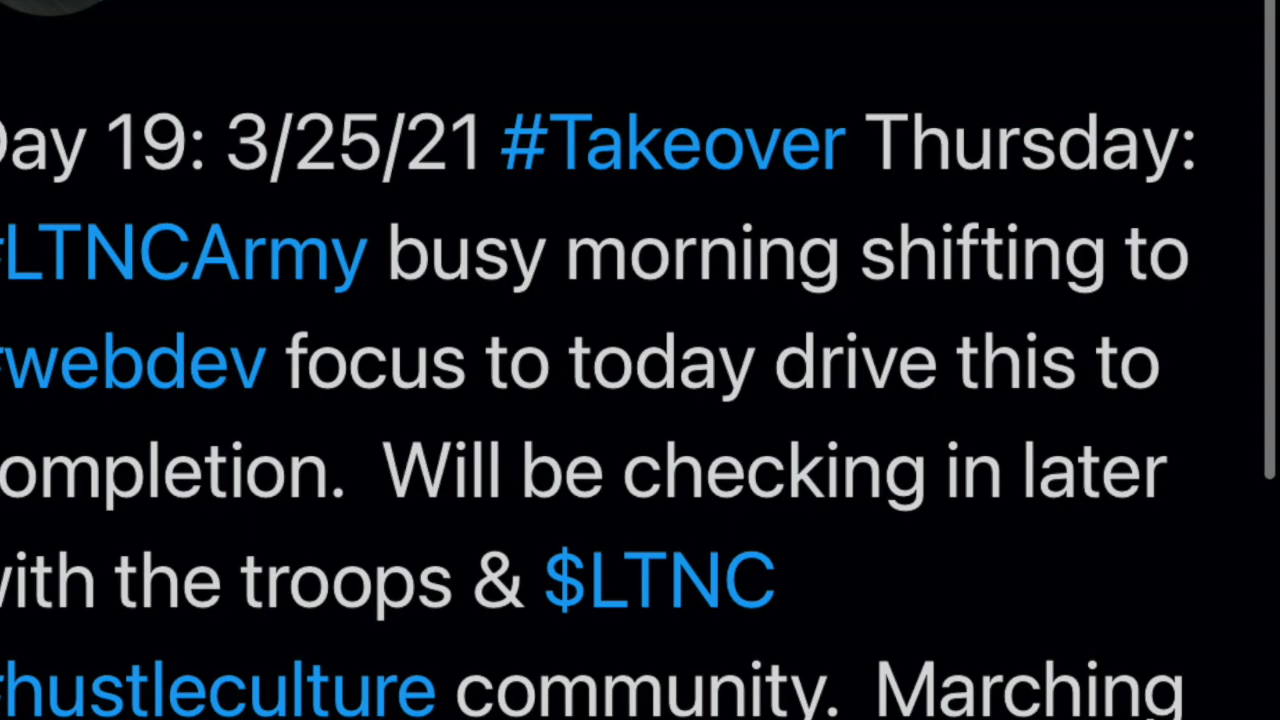 Day 19: 3/25/21 #Takeover Thursday:
#LTNCArmy busy morning shifting to
#webdev focus to today drive this to
completion.  Will be checking in later
with the troops & $LTNC
#hustleculture community.  Marching